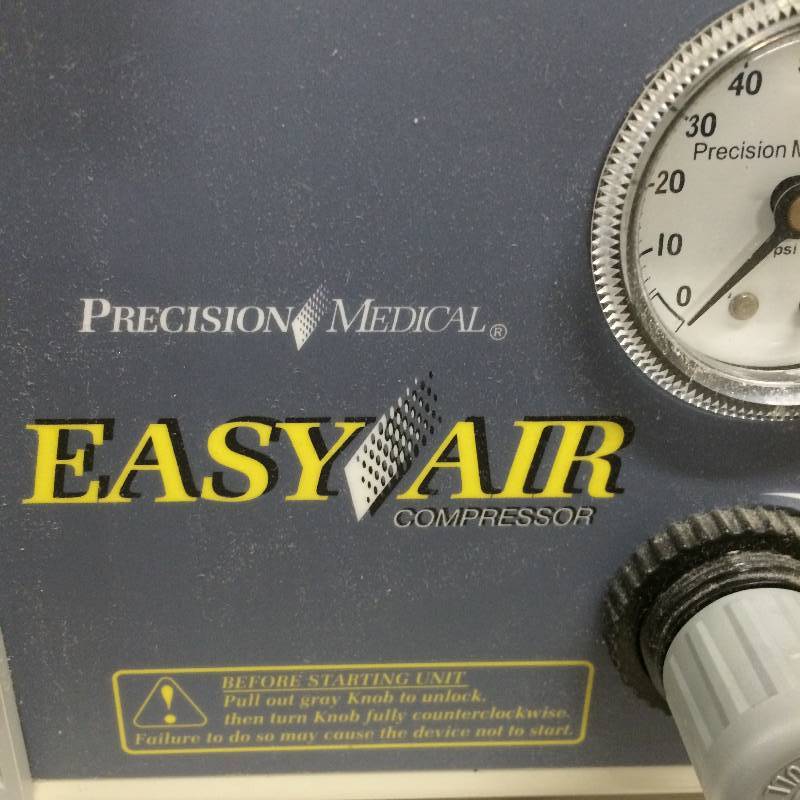 40
30
Precision
20
10
psi
0
PRECISION MEDICAL®
EASY AIR
COMPRESSOR
BEFORE STARTING UNIT
Pull out gray Knob to unlock,
then turn Knob fully counterclockwise.
Failure to do so may cause the device not to start.